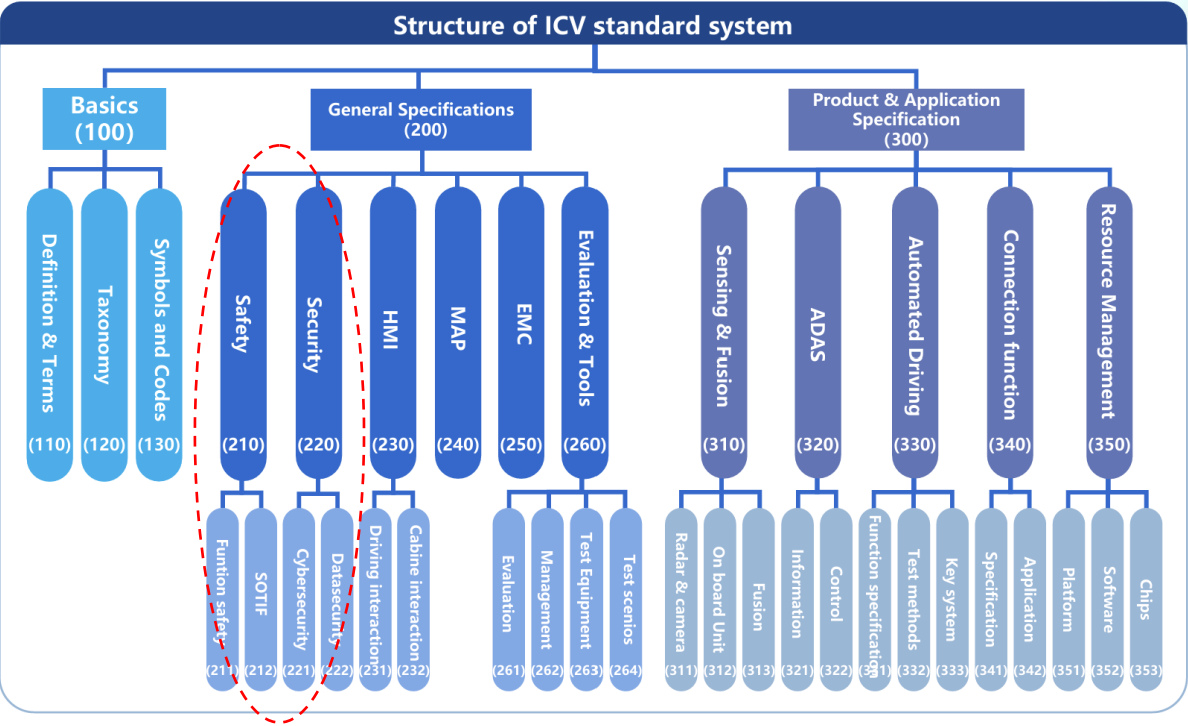 Structure of ICV standard system
Basics
(100)
General Specifications
(200)
Product & Application
Specification
(300)
Definition & Terms
(110)
Taxonomy
(120)
Symbols and Codes
(130)
Safety
(210)
Security
(220)
HMI
(230)
MAP
(240)
EMC
(250)
Evaluation & Tools
(260)
Sensing & Fusion
(310)
ADAS
(320)
Automated Driving
(330)
Connection function
(340)
Resource Management
(350)
Funtion safety
(211)
SOTIF
(212)
Cybersecurity
(221)
Datasecurity
(222)
Driving interaction
(231)
Cabine interaction
(232)
Evaluation
(261)
Management
(262)
Test Equipment
(263)
Test scenios
(264)
Radar & camera
(311)
On board Unit
(312)
Fusion
(313)
Information
(321)
Control
(322)
Function specification
(331)
Test methods
(332)
Key system
(333)
Specification
(341)
Application
(342)
Platform
(351)
Software
(352)
Chips
(353)